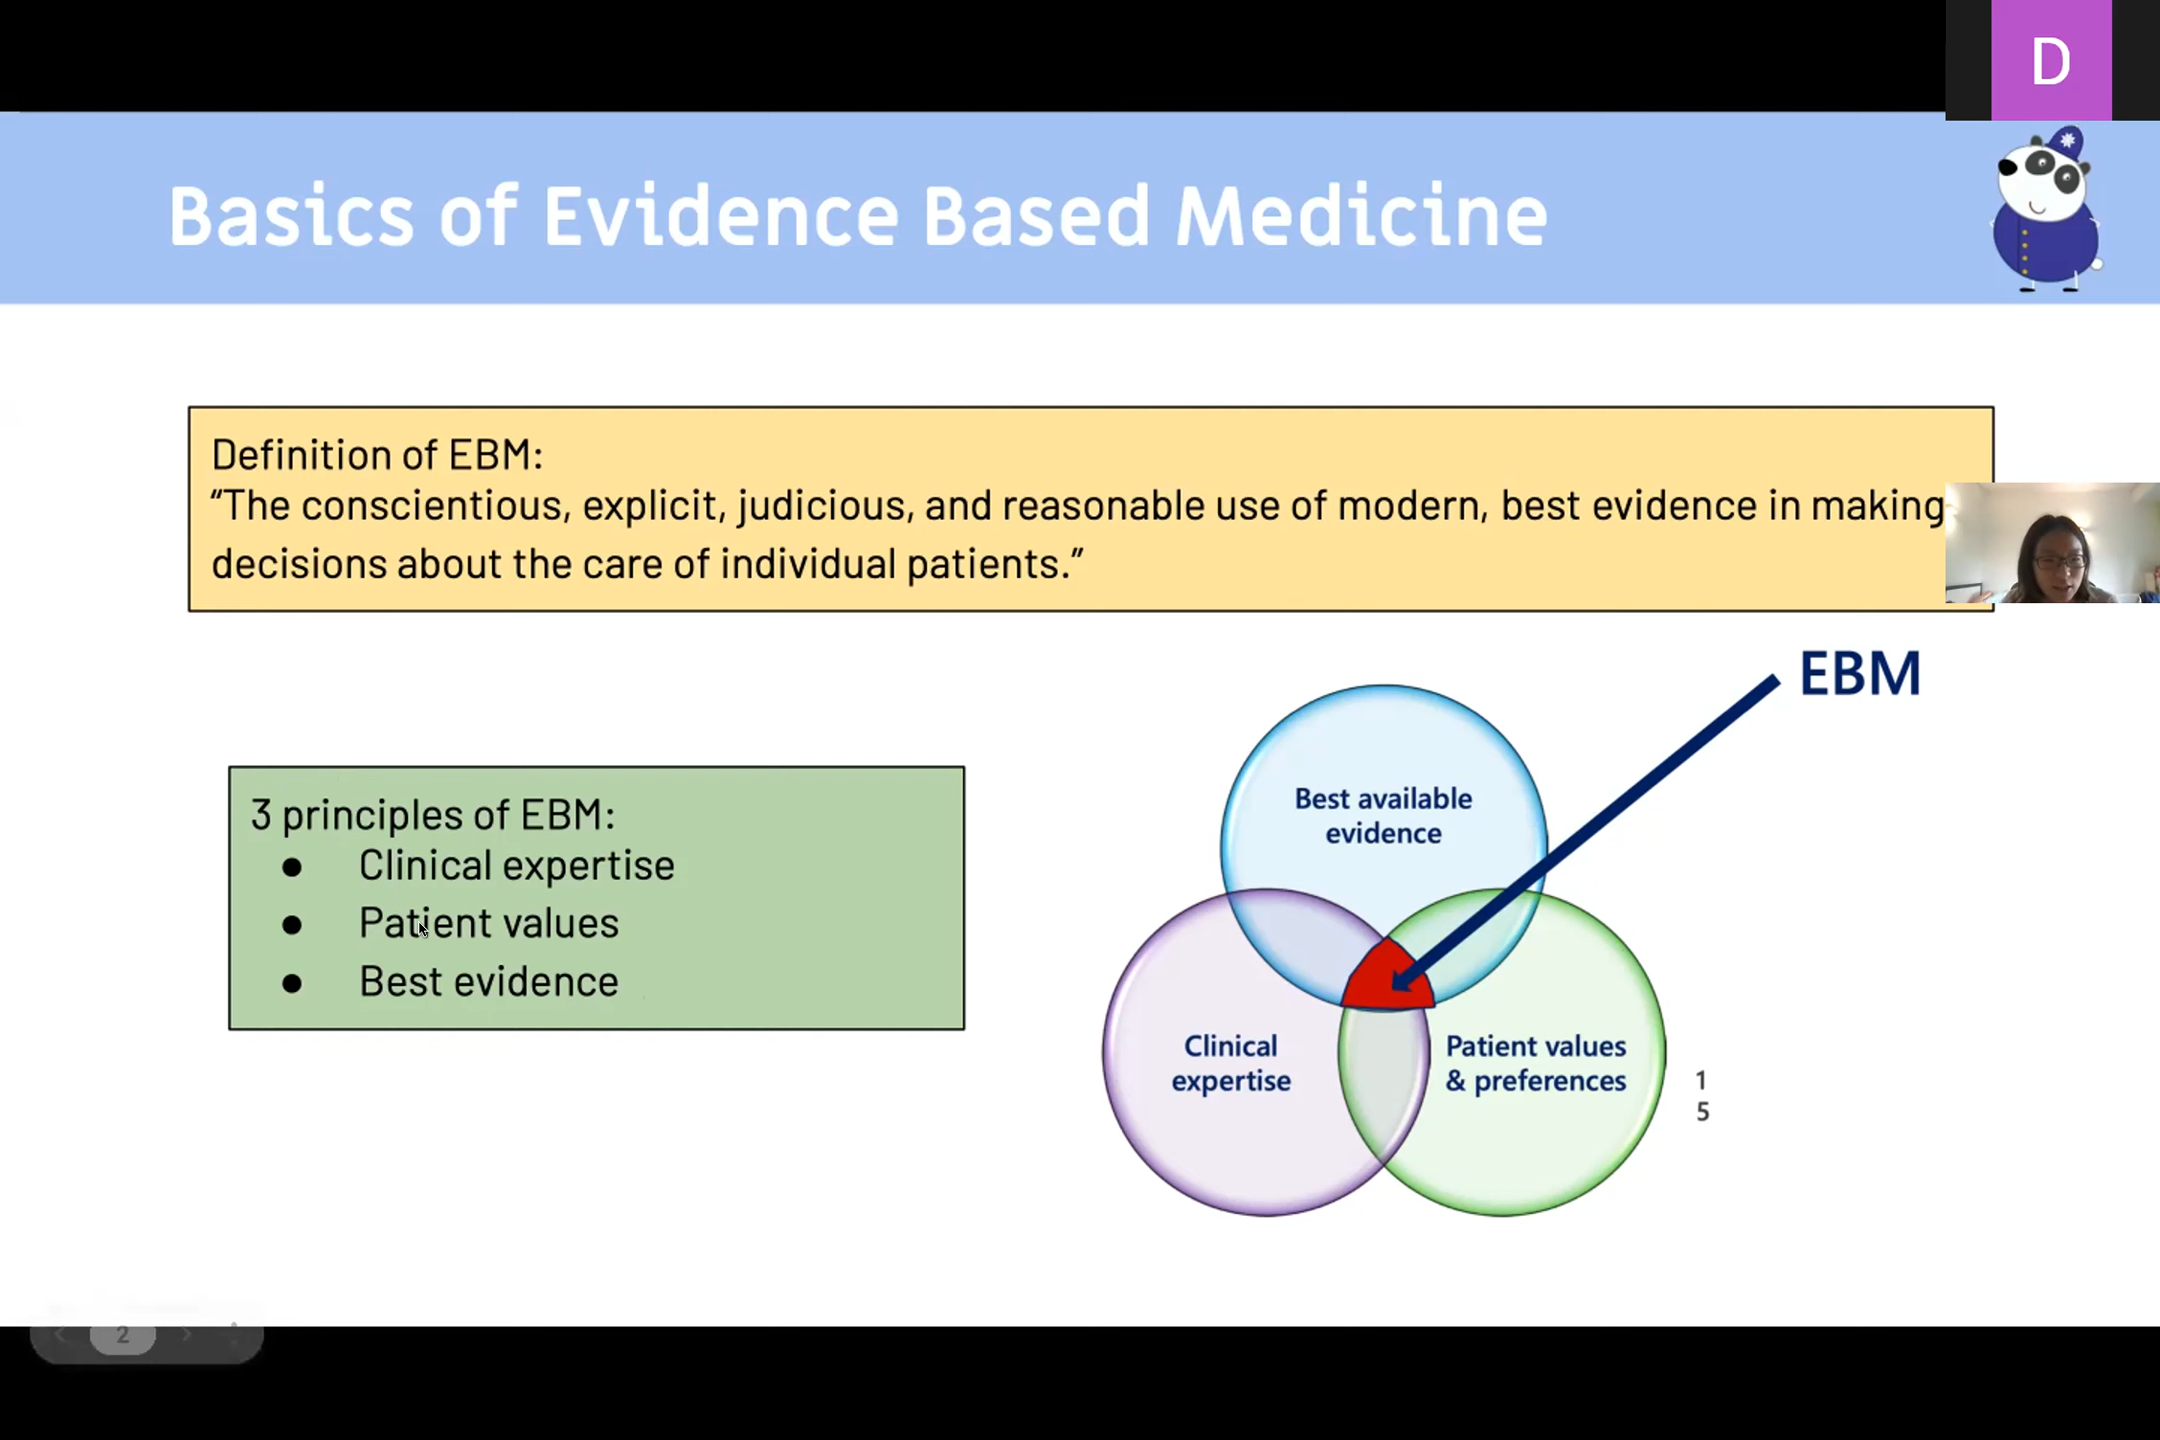 D
Basics of Evidence Based Medicine
Definition of EBM:
“The conscientious, explicit, judicious, and reasonable use of modern, best evidence in making
decisions about the care of individual patients.”
EBM
3 principles of EBM:
● Clinical expertise
● Patient values
● Best evidence
Best available
evidence
Clinical
expertise
Patient values
& preferences
1
5
2